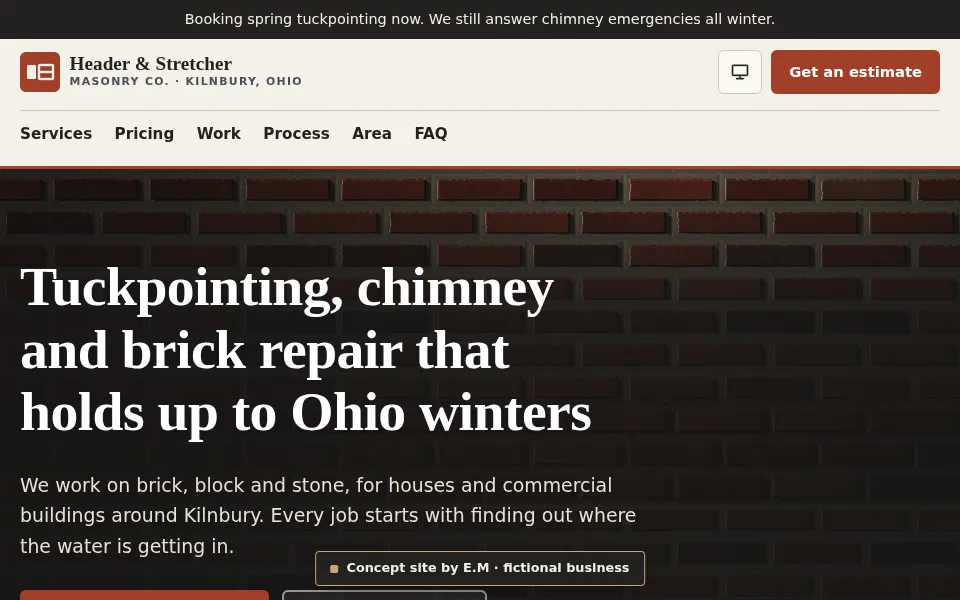 Booking spring tuckpointing now. We still answer chimney emergencies all winter.
Header & Stretcher
MASONRY CO. · KILNBURY, OHIO
Get an estimate
Services Pricing Work Process Area FAQ
Tuckpointing, chimney
and brick repair that
holds up to Ohio winters
We work on brick, block and stone, for houses and commercial
buildings around Kilnbury. Every job starts with finding out where
the water is getting in.
Concept site by E.M · fictional business